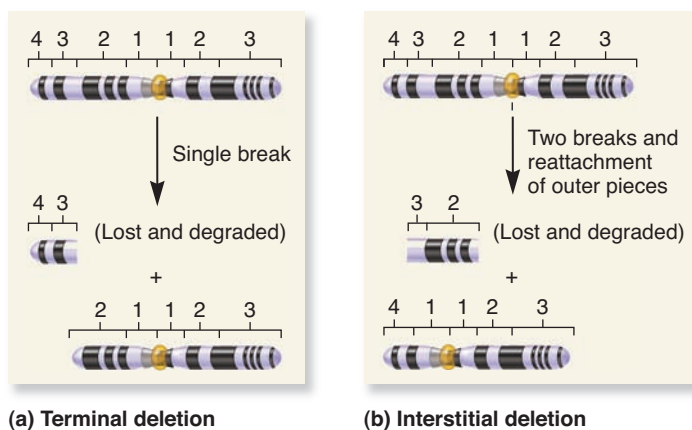 4 3 2 1 1 2 3
Single break
4 3
(Lost and degraded)
+
2 1 1 2 3
(a) Terminal deletion
4 3 2 1 1 2 3
Two breaks and
reattachment
of outer pieces
3 2
(Lost and degraded)
+
4 1 1 2 3
(b) Interstitial deletion